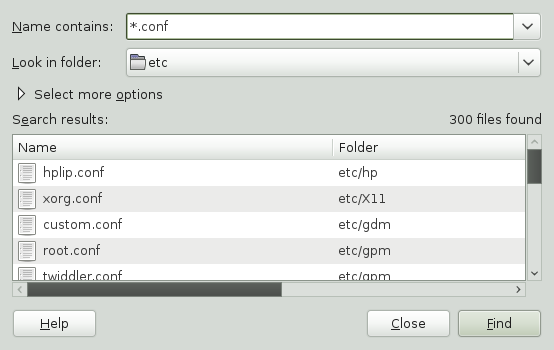 Name contains: *.conf
Look in folder: etc
Select more options
Search results: 300 files found
Name Folder
hplip.conf etc/hp
xorg.conf etc/X11
custom.conf etc/gdm
root.conf etc/gpm
twiddler.conf etc/gpm
Help Close Find